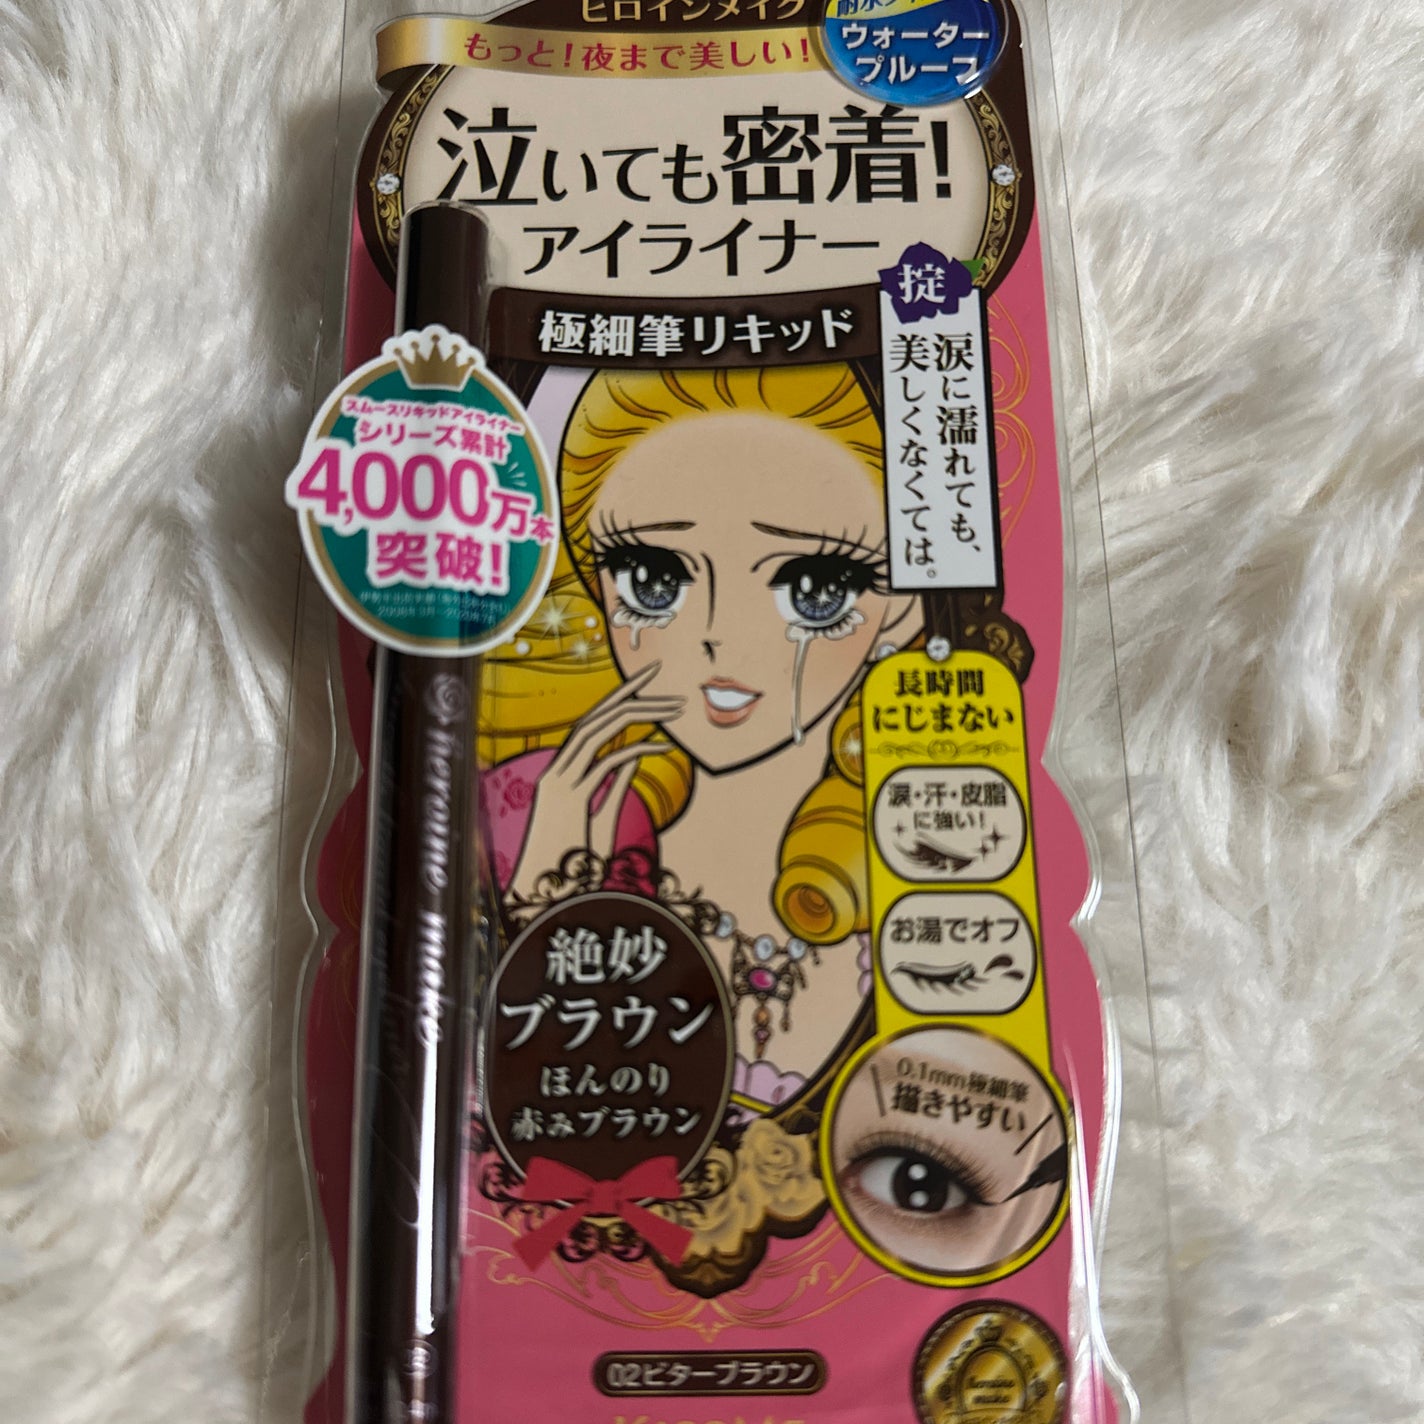 ヒロインメイク
もっと!夜まで美しい!
ウォーター
プルーフ
泣いても密着!
アイライナー
極細筆リキッド
掟
涙に濡れても、
美しくなくては。
スムースリキッドアイライナー
シリーズ累計
4,000万本
突破!
heroine make
長時間
にじまない
涙・汗・皮脂
に強い!
お湯でオフ
0.1mm極細筆
描きやすい
絶妙
ブラウン
ほんのり
赤みブラウン
02ビターブラウン
heroine
make